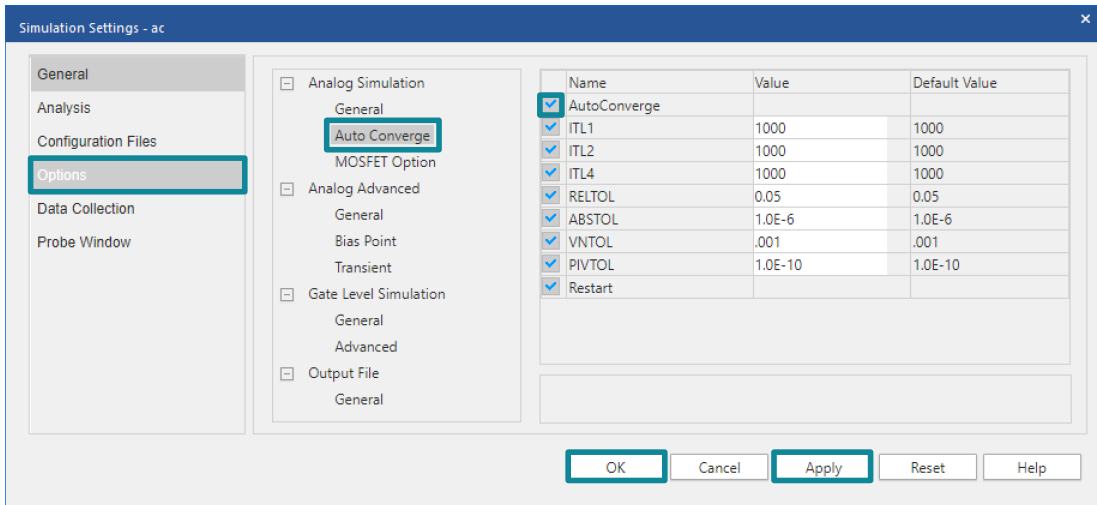 Simulation Settings - ac
General
Analysis
Configuration Files
Options
Data Collection
Probe Window
Analog Simulation
General
Auto Converge
MOSFET Option
Analog Advanced
General
Bias Point
Transient
Gate Level Simulation
General
Advanced
Output File
General
Name Value Default Value
AutoConverge
ITL1 1000 1000
ITL2 1000 1000
ITL4 1000 1000
RELTOL 0.05 0.05
ABSTOL 1.0E-6 1.0E-6
VNTOL .001 .001
PIVTOL 1.0E-10 1.0E-10
Restart
OK Cancel Apply Reset Help